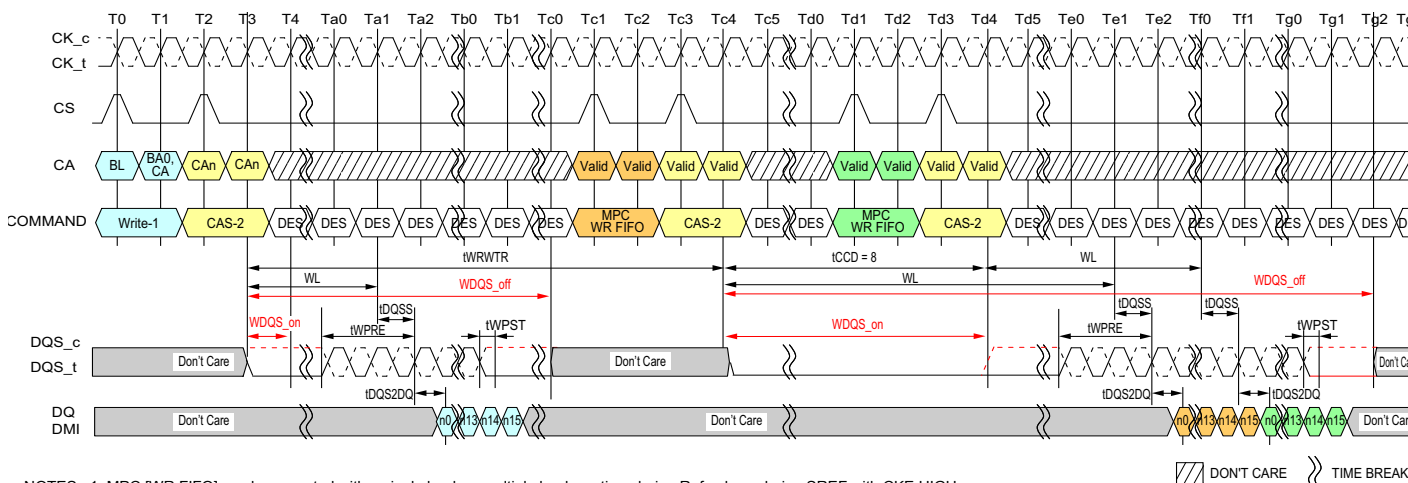 T0 T1 T2 T3 T4 Ta0 Ta1 Ta2 Tb0 Tb1 Tc0 Tc1 Tc2 Tc3 Tc4 Tc5 Td0 Td1 Td2 Td3 Td4 Td5 Te0 Te1 Te2 Tf0 Tf1 Tg0 Tg1 Tg2
CK_c
CK_t
CS
CA BL BA0, CA CAn CAn Valid Valid Valid Valid Valid Valid Valid Valid
COMMAND Write-1 CAS-2 DES DES DES DES DES DES DES MPC WR FIFO CAS-2 DES DES MPC WR FIFO CAS-2 DES DES DES DES DES DES DES DES DES
tWRWTR tCCD = 8 WL
WL WDQS_off WL WDQS_off
tDQSS tDQSS tDQSS
WDQS_on tWPRE tWPST WDQS_on tWPRE tWPST
DQS_c
DQS_t Don't Care Don't Care
tDQS2DQ tDQS2DQ tDQS2DQ
DQ
DMI Don't Care n0 n13 n14 n15 Don't Care n0 n13 n14 n15 n0 n13 n14 n15
DON'T CARE TIME BREAK